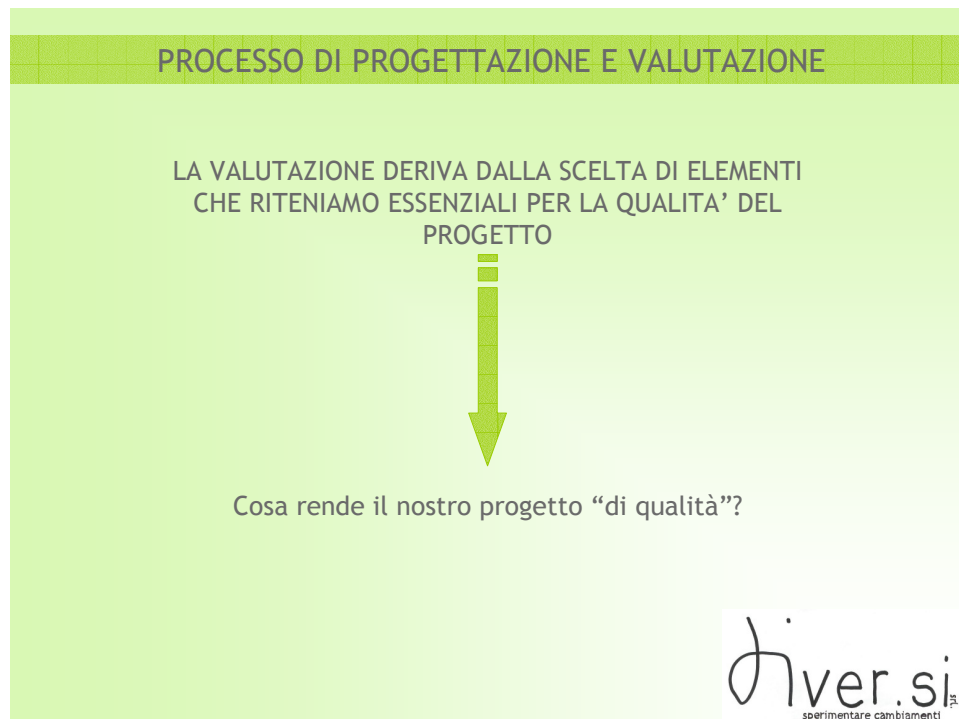 PROCESSO DI PROGETTAZIONE E VALUTAZIONE
LA VALUTAZIONE DERIVA DALLA SCELTA DI ELEMENTI
CHE RITENIAMO ESSENZIALI PER LA QUALITA’ DEL
PROGETTO
Cosa rende il nostro progetto “di qualità”?
diver.si srl.
sperimentare cambiamenti